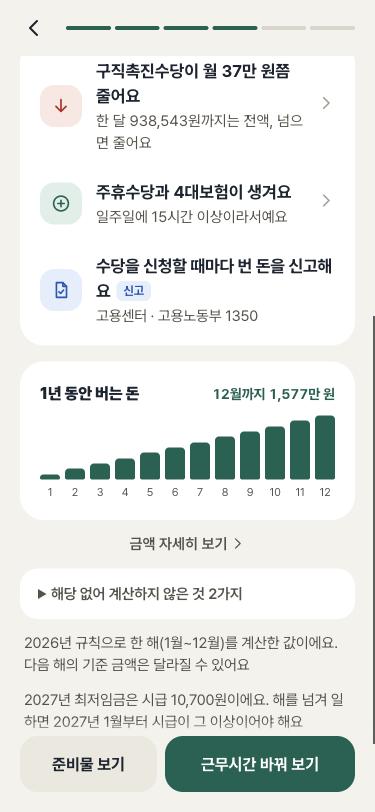 구직촉진수당이 월 37만 원쯤
줄어요
한 달 938,543원까지는 전액, 넘으
면 줄어요
주휴수당과 4대보험이 생겨요
일주일에 15시간 이상이라서예요
수당을 신청할 때마다 번 돈을 신고해
요 신고
고용센터 · 고용노동부 1350
1년 동안 버는 돈
12월까지 1,577만 원
1 2 3 4 5 6 7 8 9 10 11 12
금액 자세히 보기
▶ 해당 없어 계산하지 않은 것 2가지
2026년 규칙으로 한 해(1월~12월)를 계산한 값이에요.
다음 해의 기준 금액은 달라질 수 있어요
2027년 최저임금은 시급 10,700원이에요. 해를 넘겨 일
하면 2027년 1월부터 시급이 그 이상이어야 해요
준비물 보기
근무시간 바꿔 보기